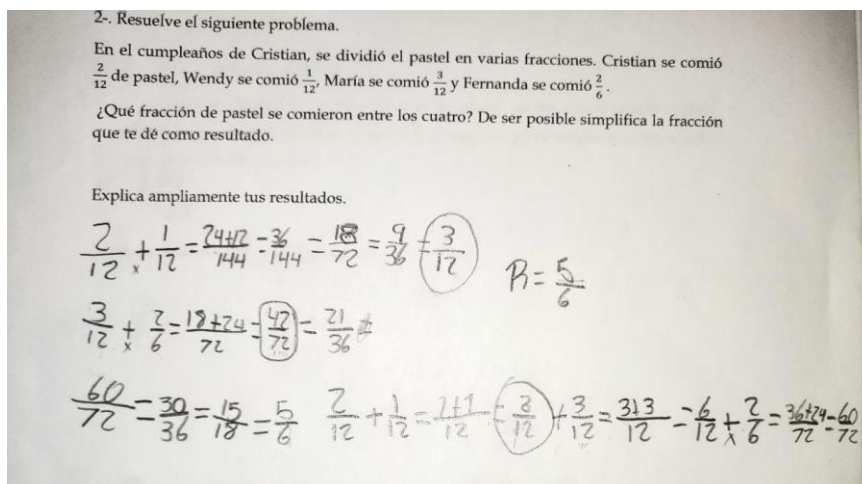 2-. Resuelve el siguiente problema.
En el cumpleaños de Cristian, se dividió el pastel en varias fracciones. Cristian se comió
2/12 de pastel, Wendy se comió 1/12, María se comió 3/12 y Fernanda se comió 2/6.
¿Qué fracción de pastel se comieron entre los cuatro? De ser posible simplifica la fracción
que te dé como resultado.
Explica ampliamente tus resultados.
2/12 + 1/12 = 24+12/144 = 36/144 = 18/72 = 9/36 = 3/12
R = 5/6
3/12 + 2/6 = 18+24/72 = 42/72 = 21/36 =
60/72 = 30/36 = 15/18 = 5/6
2/12 + 1/12 = 2+1/12 = 3/12 + 3/12 = 3+3/12 = 6/12 + 2/6 = 36+24/72 = 60/72